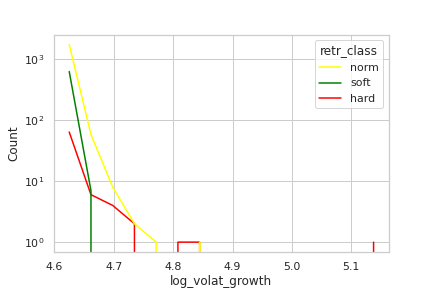 retr_class
norm
soft
hard
10³
10²
10¹
10⁰
Count
4.6 4.7 4.8 4.9 5.0 5.1
log_volat_growth